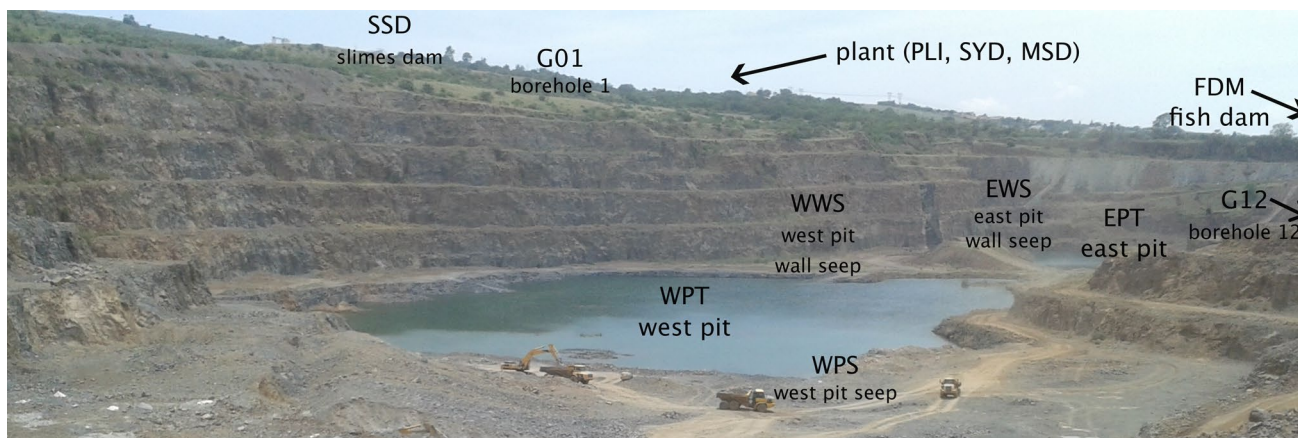 SSD
slimes dam
G01
borehole 1
plant (PLI, SYD, MSD)
FDM
fish dam
WWS
west pit
wall seep
EWS
east pit
wall seep
EPT
east pit
G12
borehole 12
WPT
west pit
WPS
west pit seep